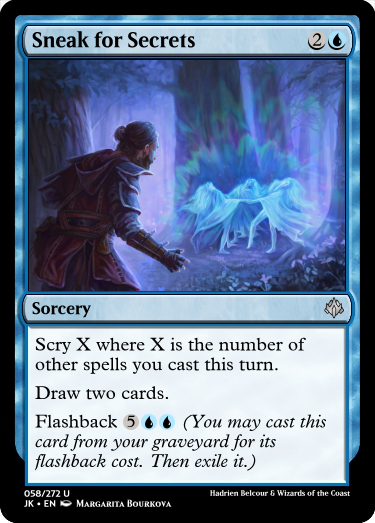 Sneak for Secrets 2
Sorcery
Scry X where X is the number of
other spells you cast this turn.
Draw two cards.
Flashback 5 (You may cast this
card from your graveyard for its
flashback cost. Then exile it.)
058/272 U
JK • EN MARGARITA BOURKOVA
Hadrien Belcour & Wizards of the Coast